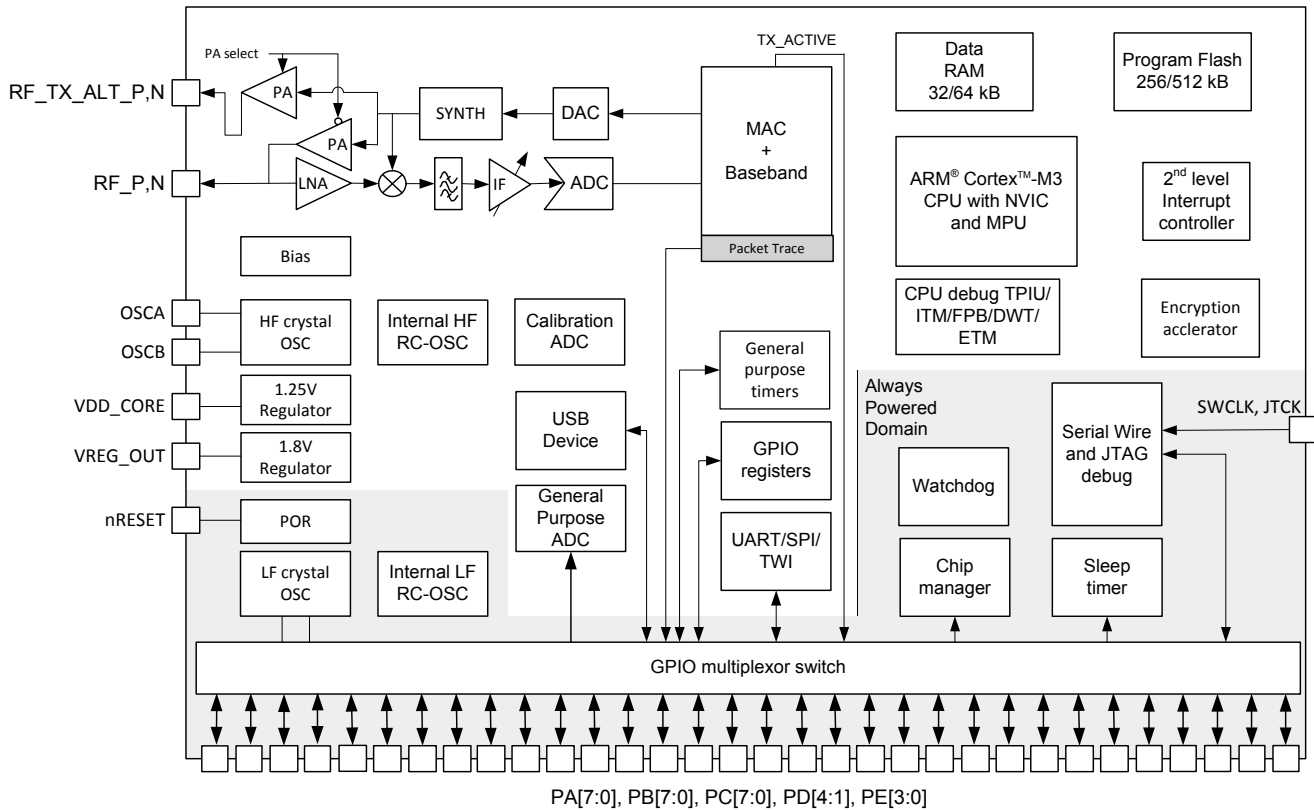 TX_ACTIVE
PA select
RF_TX_ALT_P,N
PA
SYNTH
DAC
MAC
+
Baseband
Data
RAM
32/64 kB
Program Flash
256/512 kB
PA
RF_P,N
LNA
IF
ADC
ARM® Cortex™-M3
CPU with NVIC
and MPU
2nd level
Interrupt
controller
Packet Trace
Bias
OSCA
OSCB
HF crystal
OSC
Internal HF
RC-OSC
Calibration
ADC
CPU debug TPIU/
ITM/FPB/DWT/
ETM
Encryption
acclerator
General
purpose
timers
Always
Powered
Domain
VDD_CORE
1.25V
Regulator
USB
Device
SWCLK, JTCK
Serial Wire
and JTAG
debug
VREG_OUT
1.8V
Regulator
GPIO
registers
Watchdog
nRESET
POR
General
Purpose
ADC
UART/SPI/
TWI
LF crystal
OSC
Internal LF
RC-OSC
Chip
manager
Sleep
timer
GPIO multiplexor switch
PA[7:0], PB[7:0], PC[7:0], PD[4:1], PE[3:0]